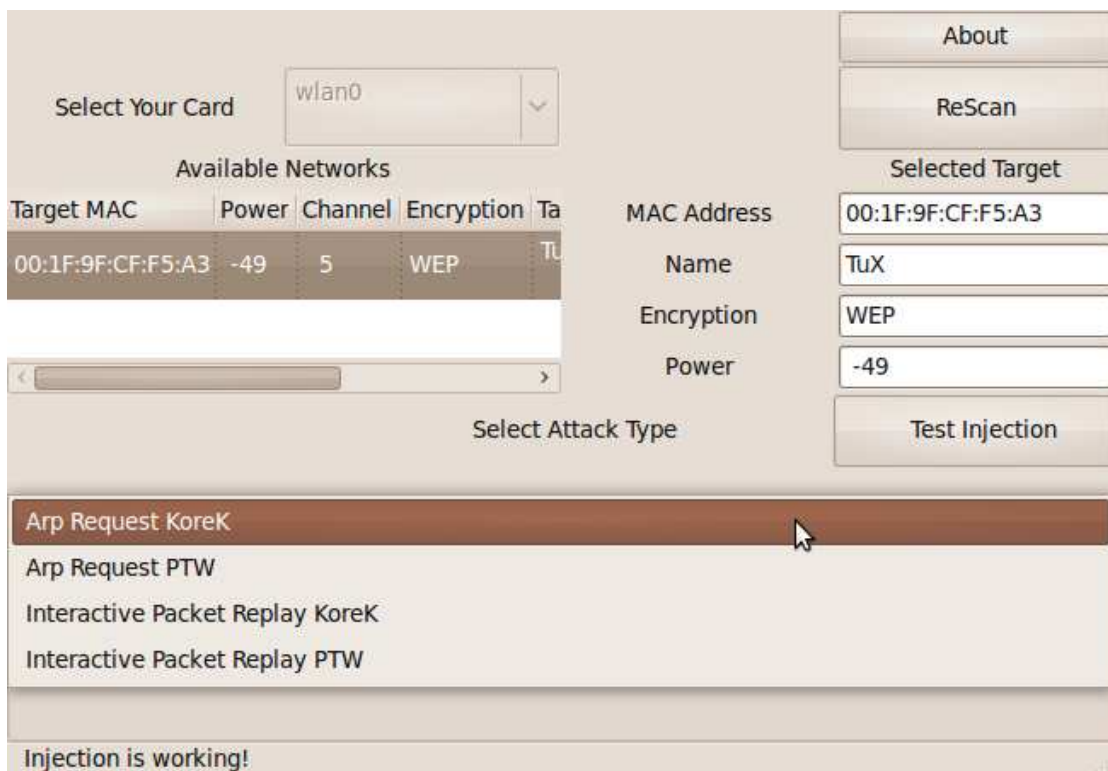 About
Select Your Card wlan0 ReScan
Available Networks Selected Target
Target MAC Power Channel Encryption Ta MAC Address 00:1F:9F:CF:F5:A3
00:1F:9F:CF:F5:A3 -49 5 WEP Tu Name TuX
Encryption WEP
Power -49
Select Attack Type Test Injection
Arp Request KoreK
Arp Request PTW
Interactive Packet Replay KoreK
Interactive Packet Replay PTW
Injection is working!